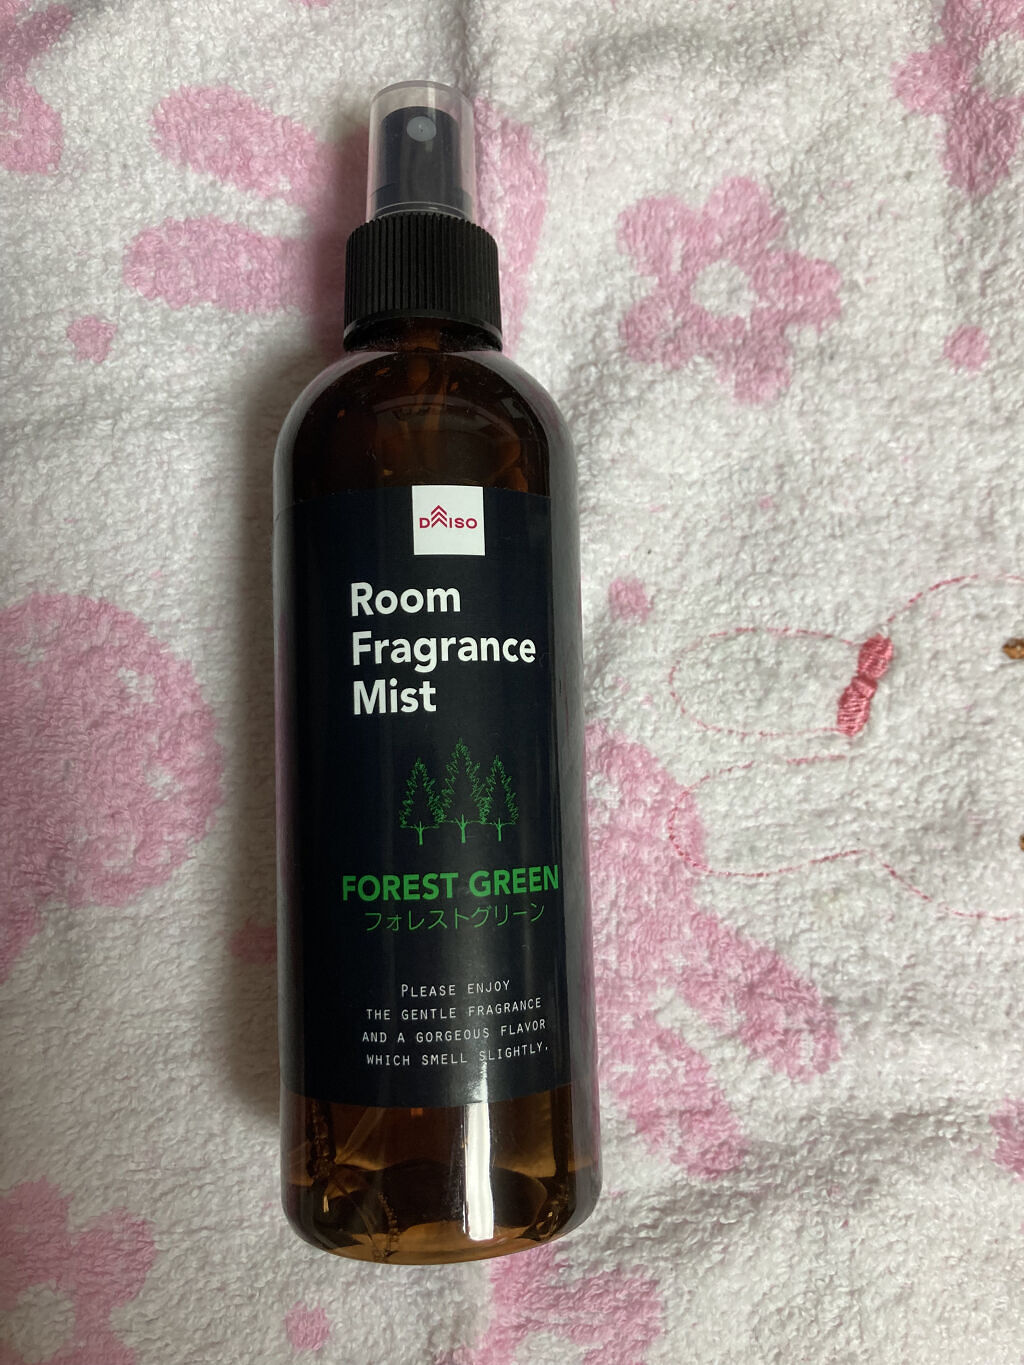 DAISO
Room
Fragrance
Mist
FOREST GREEN
フォレストグリーン
PLEASE ENJOY
THE GENTLE FRAGRANCE
AND A GORGEOUS FLAVOR
WHICH SMELL SLIGHTLY.